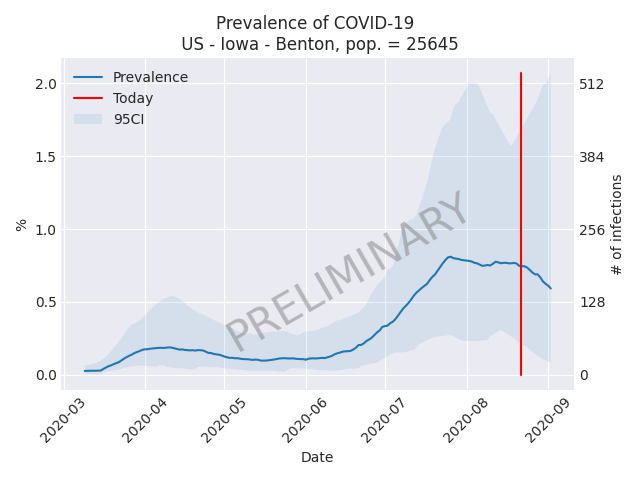 Prevalence of COVID-19
US - Iowa - Benton, pop. = 25645
Prevalence
Today
95CI
PRELIMINARY
%
2.0
1.5
1.0
0.5
0.0
512
384
256
128
0
# of infections
2020-03
2020-04
2020-05
2020-06
2020-07
2020-08
2020-09
Date